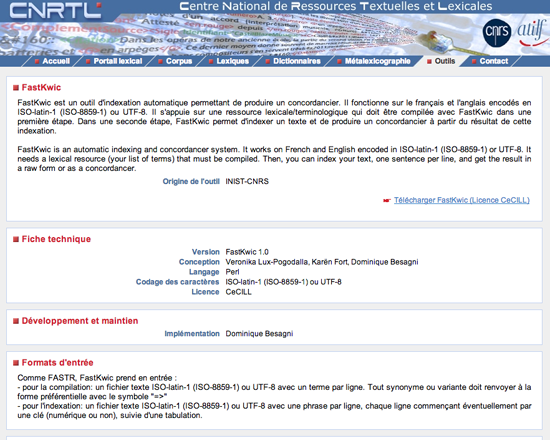 CNRTL
Centre National de Ressources Textuelles et Lexicales
cnrs
atilf
Accueil
Portail lexical
Corpus
Lexiques
Dictionnaires
Métalexicographie
Outils
Contact
FastKwic
FastKwic est un outil d'indexation automatique permettant de produire un concordancier. Il fonctionne sur le français et l'anglais encodés en
ISO-latin-1 (ISO-8859-1) ou UTF-8. Il s'appuie sur une ressource lexicale/terminologique qui doit être compilée avec FastKwic dans une
première étape. Dans une seconde étape, FastKwic permet d'indexer un texte et de produire un concordancier à partir du résultat de cette
indexation.
FastKwic is an automatic indexing and concordancer system. It works on French and English encoded in ISO-latin-1 (ISO-8859-1) or UTF-8. It
needs a lexical resource (your list of terms) that must be compiled. Then, you can index your text, one sentence per line, and get the result in
a raw form or as a concordancer.
Origine de l'outil INIST-CNRS
Télécharger FastKwic (Licence CeCILL)
Fiche technique
Version FastKwic 1.0
Conception Veronika Lux-Pogodalla, Karën Fort, Dominique Besagni
Langage Perl
Codage des caractères ISO-latin-1 (ISO-8859-1) ou UTF-8
Licence CeCILL
Développement et maintien
Implémentation Dominique Besagni
Formats d'entrée
Comme FASTR, FastKwic prend en entrée :
- pour la compilation: un fichier texte ISO-latin-1 (ISO-8859-1) ou UTF-8 avec un terme par ligne. Tout synonyme ou variante doit renvoyer à la
forme préférentielle avec le symbole "=>"
- pour l'indexation: un fichier texte ISO-latin-1 (ISO-8859-1) ou UTF-8 avec une phrase par ligne, chaque ligne commençant éventuellement par
une clé (numérique ou non), suivie d'une tabulation.